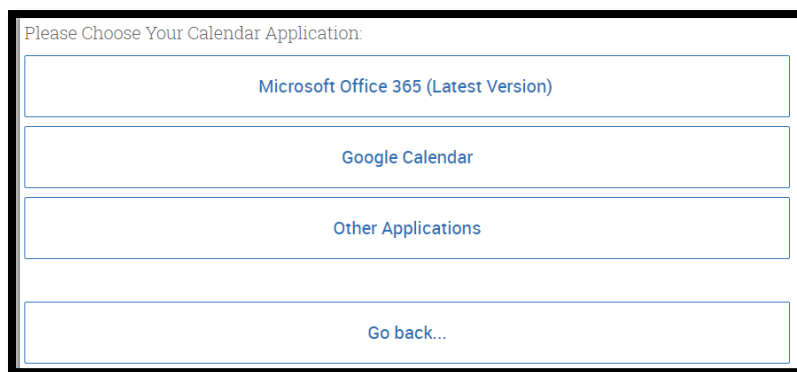 Please Choose Your Calendar Application:
Microsoft Office 365 (Latest Version)
Google Calendar
Other Applications
Go back...